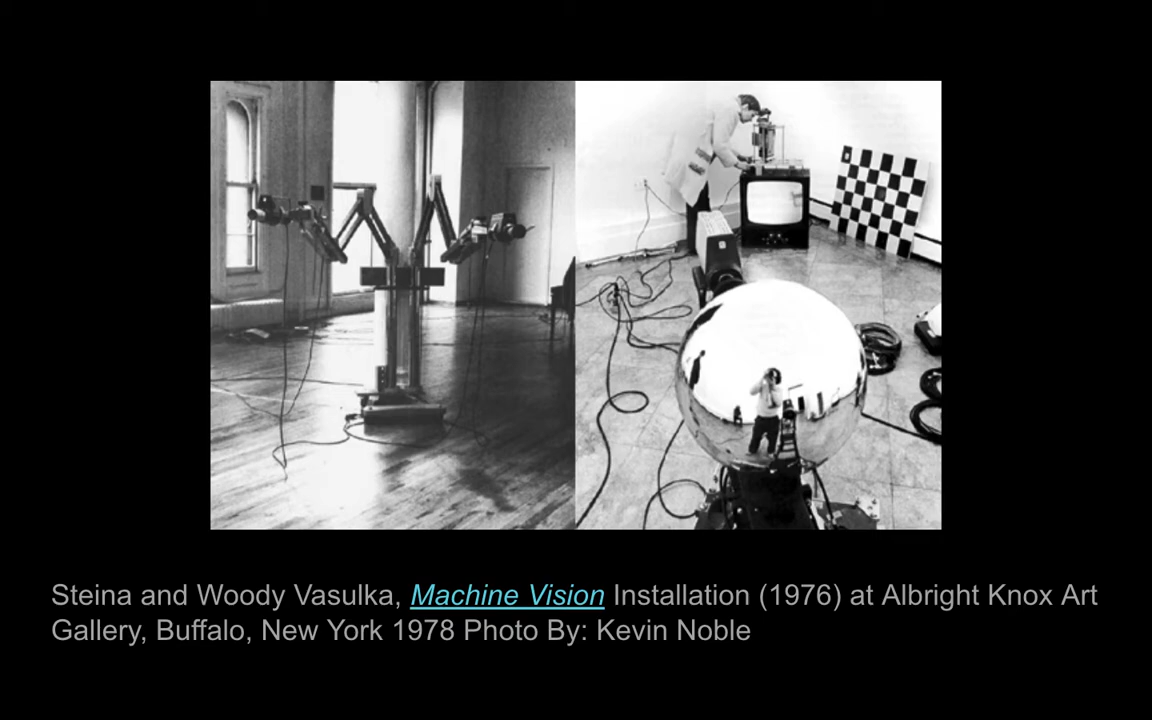 Steina and Woody Vasulka, Machine Vision Installation (1976) at Albright Knox Art
Gallery, Buffalo, New York 1978 Photo By: Kevin Noble